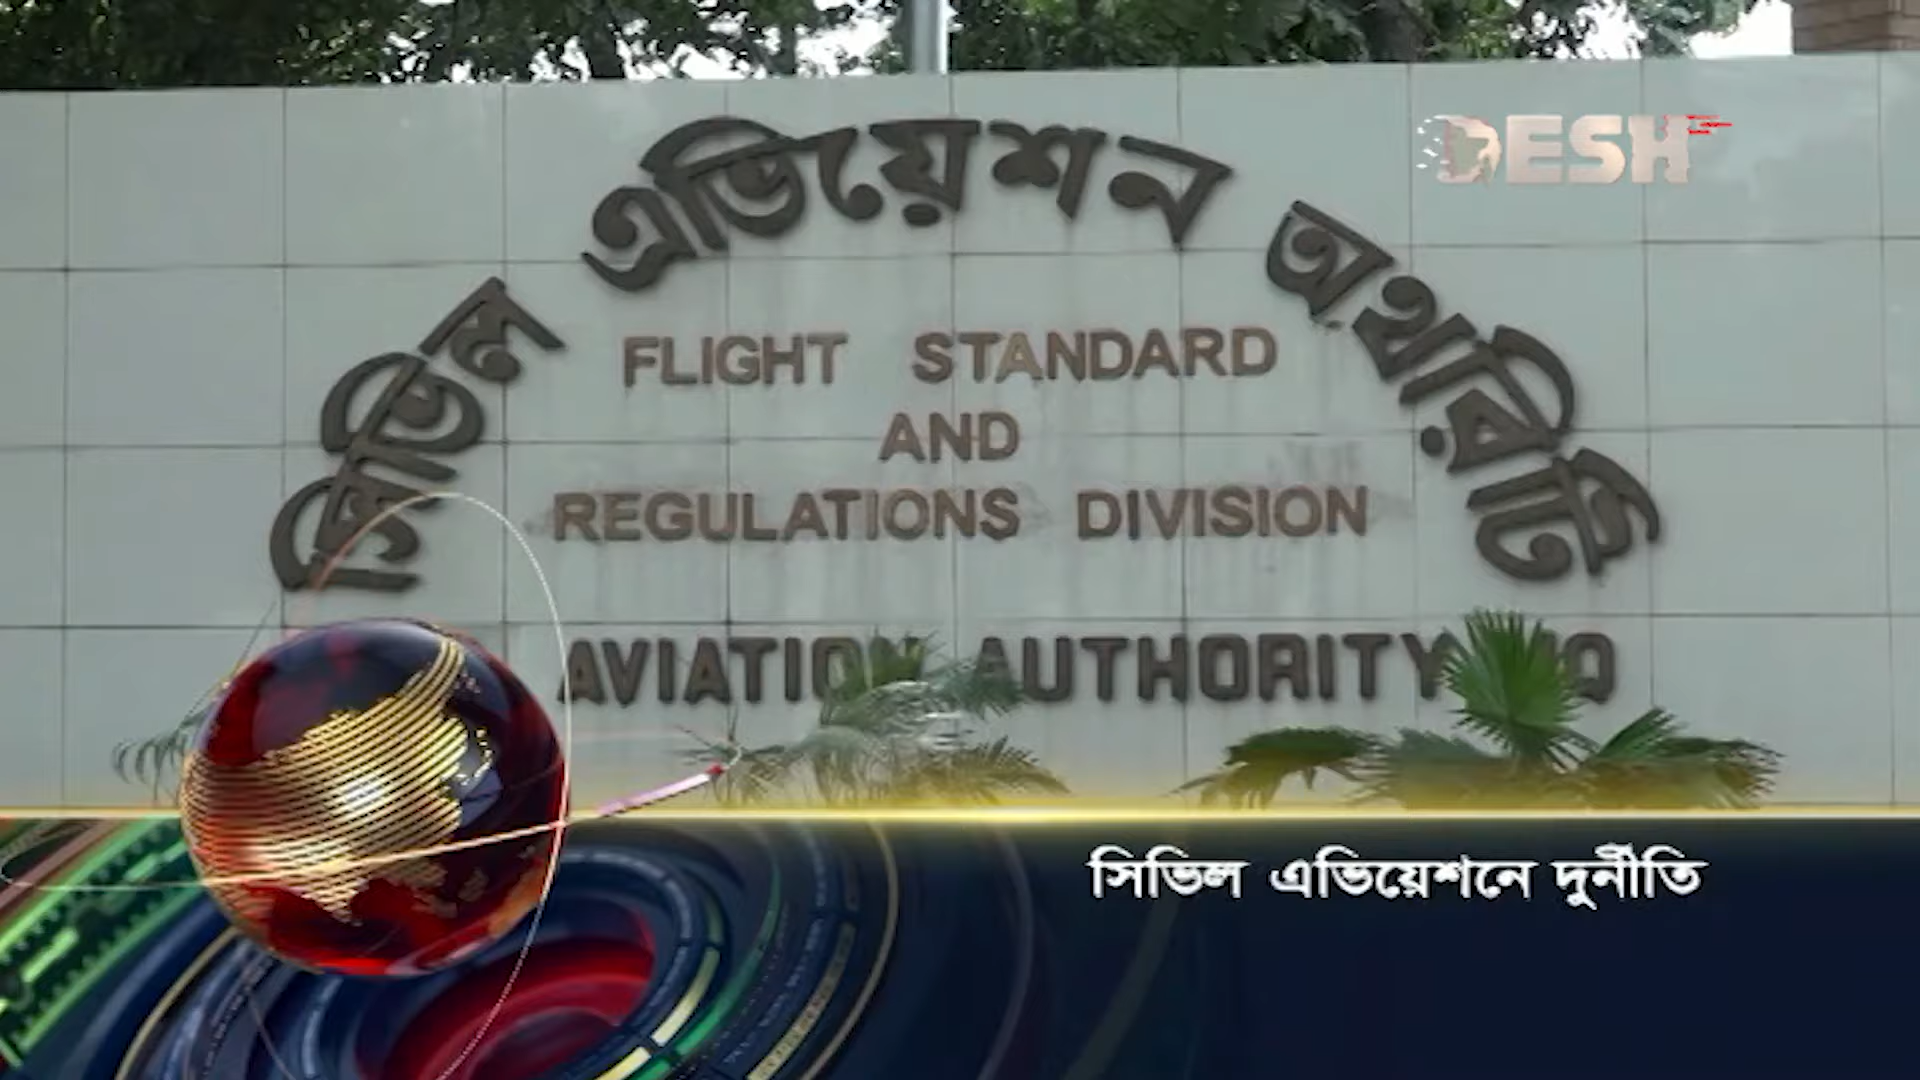 DESH
সিভিল এভিয়েশন অথরিটি
FLIGHT STANDARD
AND
REGULATIONS DIVISION
AVIATION AUTHORITY
সিভিল এভিয়েশনে দুর্নীতি